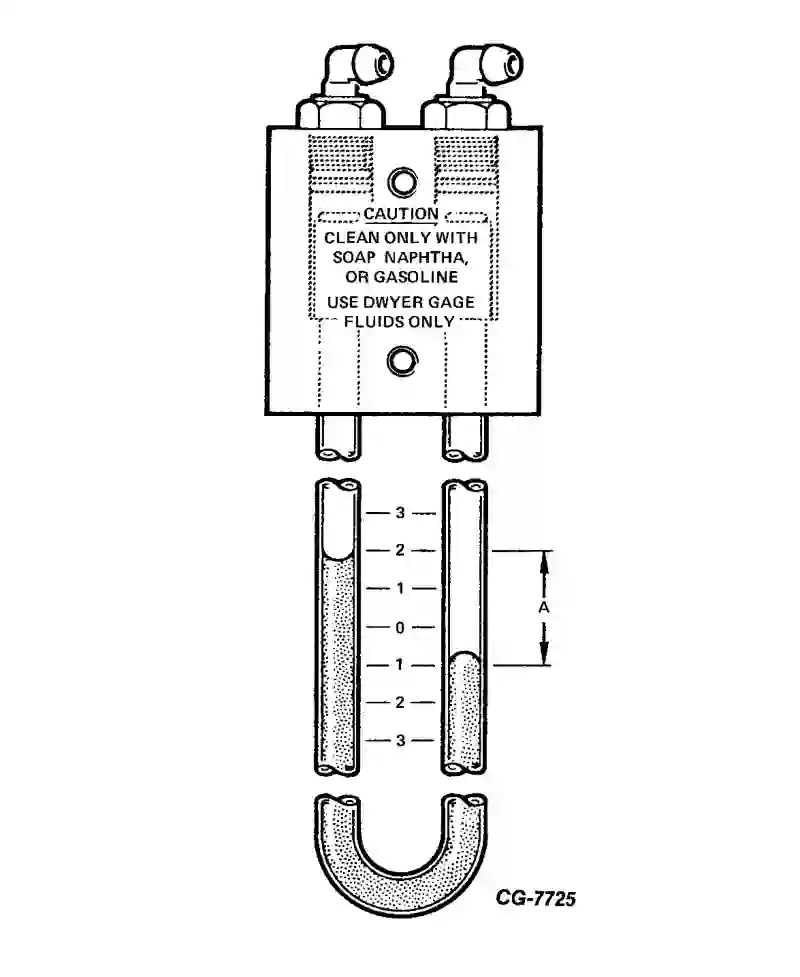 CAUTION
CLEAN ONLY WITH
SOAP NAPHTHA,
OR GASOLINE
USE DWYER GAGE
FLUIDS ONLY
3
2
1
0
1
2
3
A
CG-7725